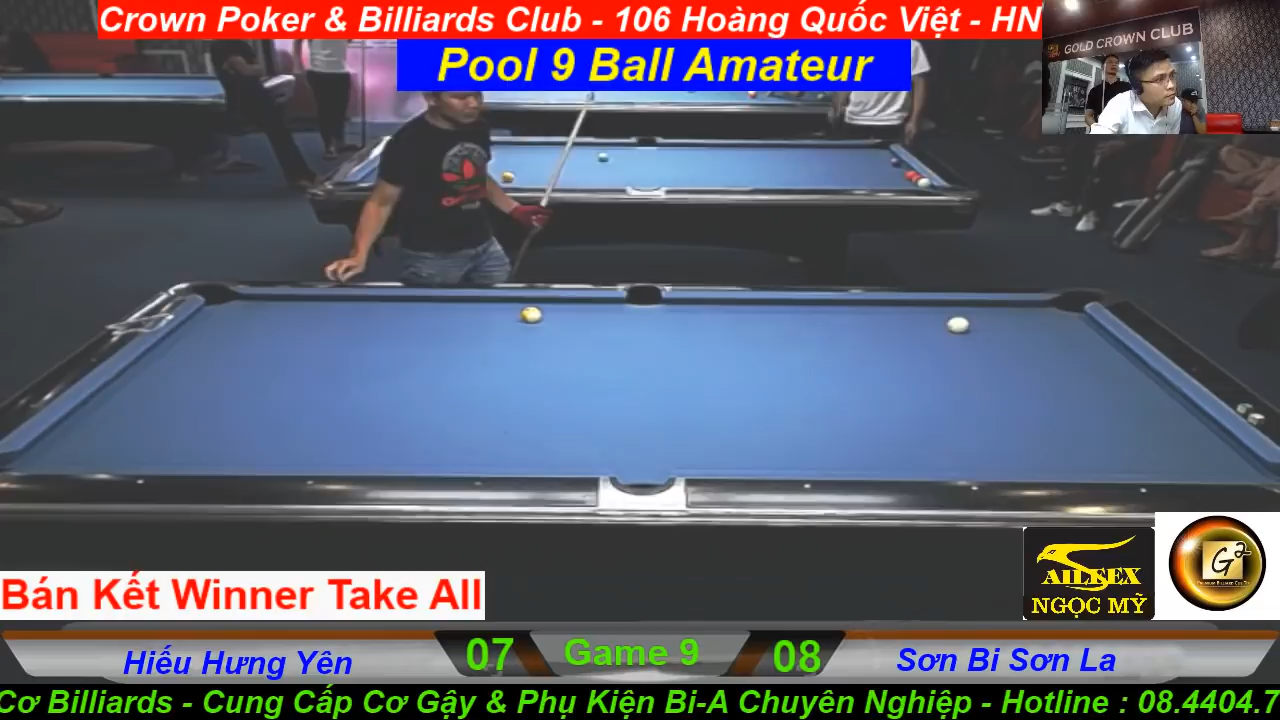 Crown Poker & Billiards Club - 106 Hoàng Quốc Việt - HN
Pool 9 Ball Amateur
GOLD CROWN CLUB
NGỌC MỸ
G2
Bán Kết Winner Take All
Hiếu Hưng Yên
07
Game 9
08
Sơn Bi Sơn La
Cơ Billiards - Cung Cấp Cơ Gậy & Phụ Kiện Bi-A Chuyên Nghiệp - Hotline : 08.4404.7